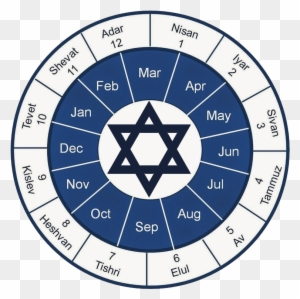 Nisan
1
Iyar
2
Sivan
3
Tammuz
4
Av
5
Elul
6
Tishri
7
Heshvan
8
Kislev
9
Tevet
10
Shevat
11
Adar
12
Mar
Apr
May
Jun
Jul
Aug
Sep
Oct
Nov
Dec
Jan
Feb